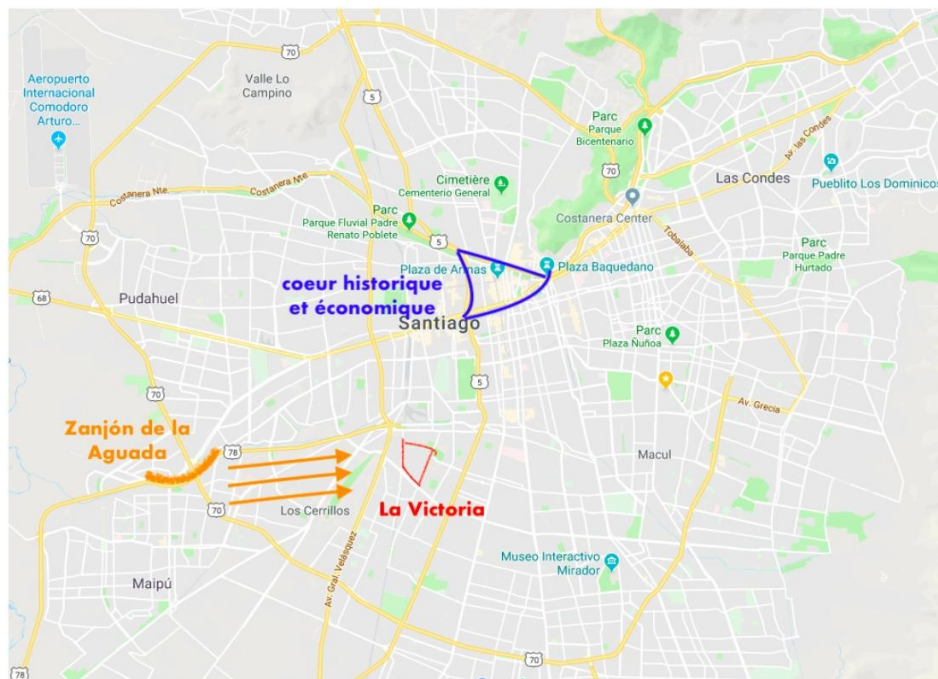 70
Aeropuerto
Internacional
Comodoro
Arturo...
Valle Lo
Campino
5
Parc
Parque
Bicentenario
Av. las Condes
Cimetière
Cementerio General
70
Las Condes
Pueblito Los Dominicos
Costanera Nte.
Costanera Nte.
Parc
Parque Fluvial Padre
Renato Poblete
Costanera Center
5
70
Tobalaba
Parc
Parque Padre
Hurtado
Plaza de Armas
Plaza Baquedano
coeur historique
et économique
68
Pudahuel
Santiago
Parc
Plaza Ñuñoa
5
70
Av. Grecia
Zanjón de la
Aguada
78
Macul
70
Los Cerrillos
La Victoria
Av. Gral. Velásquez
Museo Interactivo
Mirador
Maipú
70
78